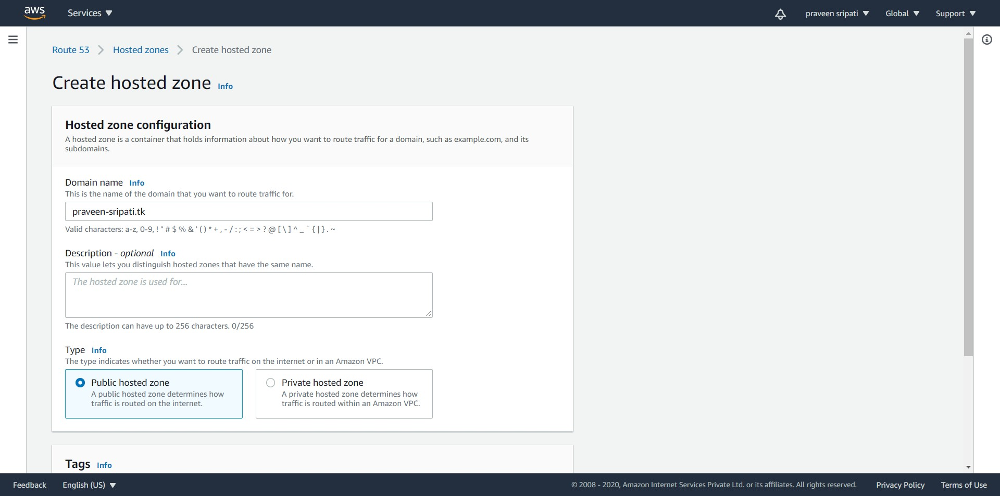 aws
Services
praveen sripati
Global
Support
Route 53 Hosted zones Create hosted zone
Create hosted zone Info
Hosted zone configuration
A hosted zone is a container that holds information about how you want to route traffic for a domain, such as example.com, and its
subdomains.
Domain name Info
This is the name of the domain that you want to route traffic for.
praveen-sripati.tk
Valid characters: a-z, 0-9, ! " # $ % & ' ( ) * + , - / : ; < = > ? @ [ \ ] ^ _ ` { | } . ~
Description - optional Info
This value lets you distinguish hosted zones that have the same name.
The hosted zone is used for...
The description can have up to 256 characters. 0/256
Type Info
The type indicates whether you want to route traffic on the internet or in an Amazon VPC.
Public hosted zone
A public hosted zone determines how
traffic is routed on the internet.
Private hosted zone
A private hosted zone determines how
traffic is routed within an Amazon VPC.
Tags Info
Feedback
English (US)
© 2008 - 2020, Amazon Internet Services Private Ltd. or its affiliates. All rights reserved.
Privacy Policy
Terms of Use